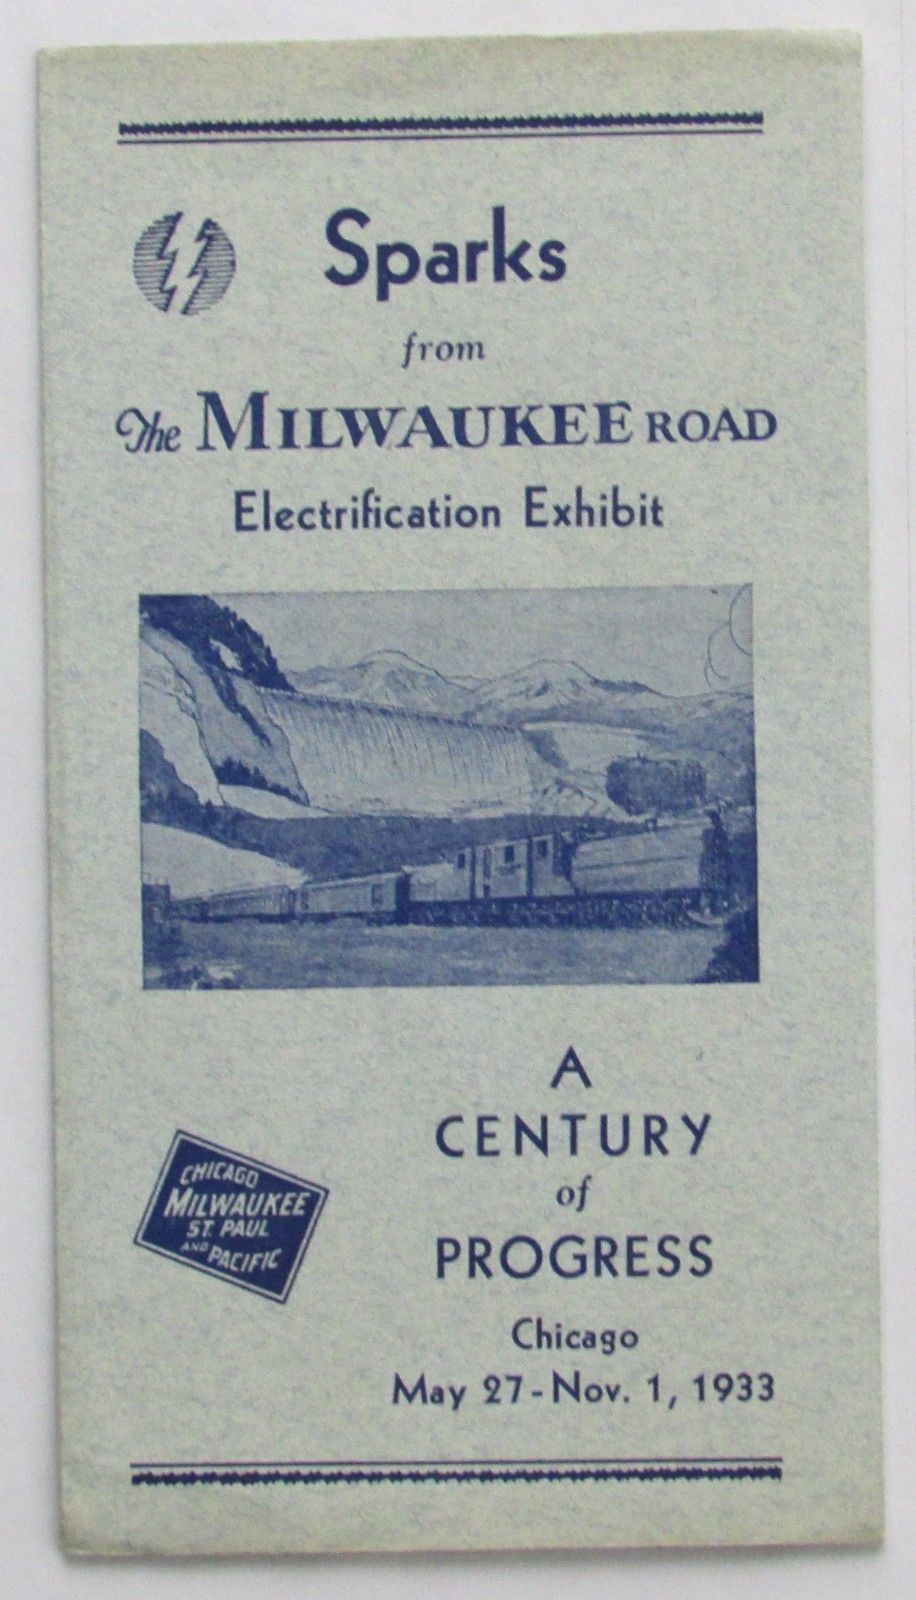 Sparks
from
The MILWAUKEE ROAD
Electrification Exhibit
A
CENTURY
of
PROGRESS
Chicago
May 27 - Nov. 1, 1933
CHICAGO
MILWAUKEE
ST. PAUL
AND PACIFIC